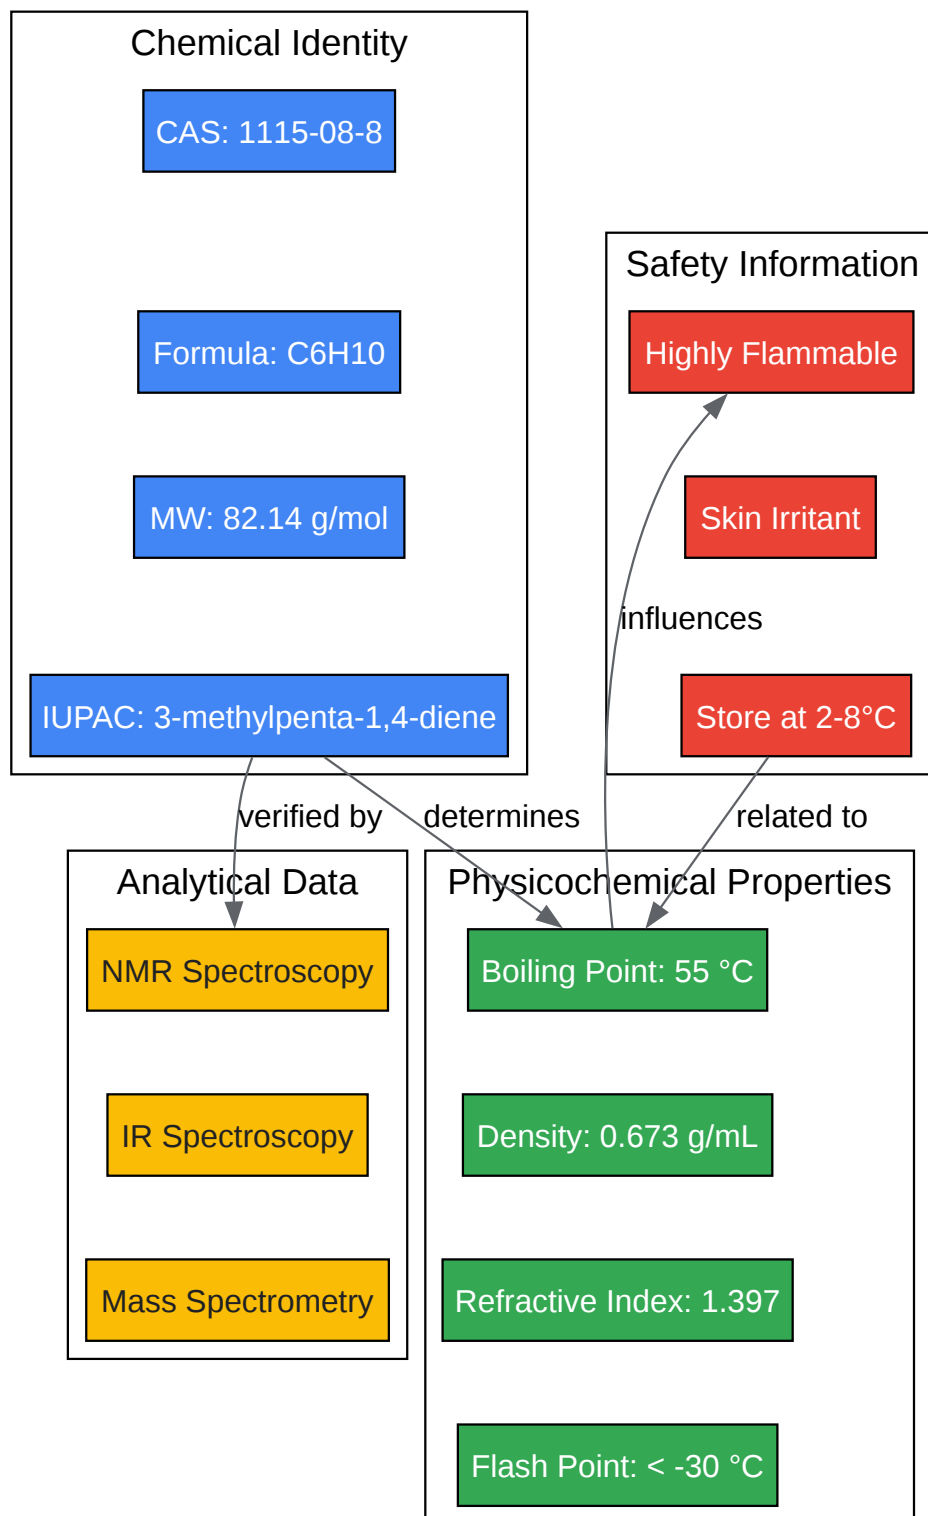 Chemical Identity
CAS: 1115-08-8
Formula: C6H10
MW: 82.14 g/mol
IUPAC: 3-methylpenta-1,4-diene
Safety Information
Highly Flammable
Skin Irritant
Store at 2-8°C
influences
verified by
determines
related to
Analytical Data
NMR Spectroscopy
IR Spectroscopy
Mass Spectrometry
Physicochemical Properties
Boiling Point: 55 °C
Density: 0.673 g/mL
Refractive Index: 1.397
Flash Point: < -30 °C